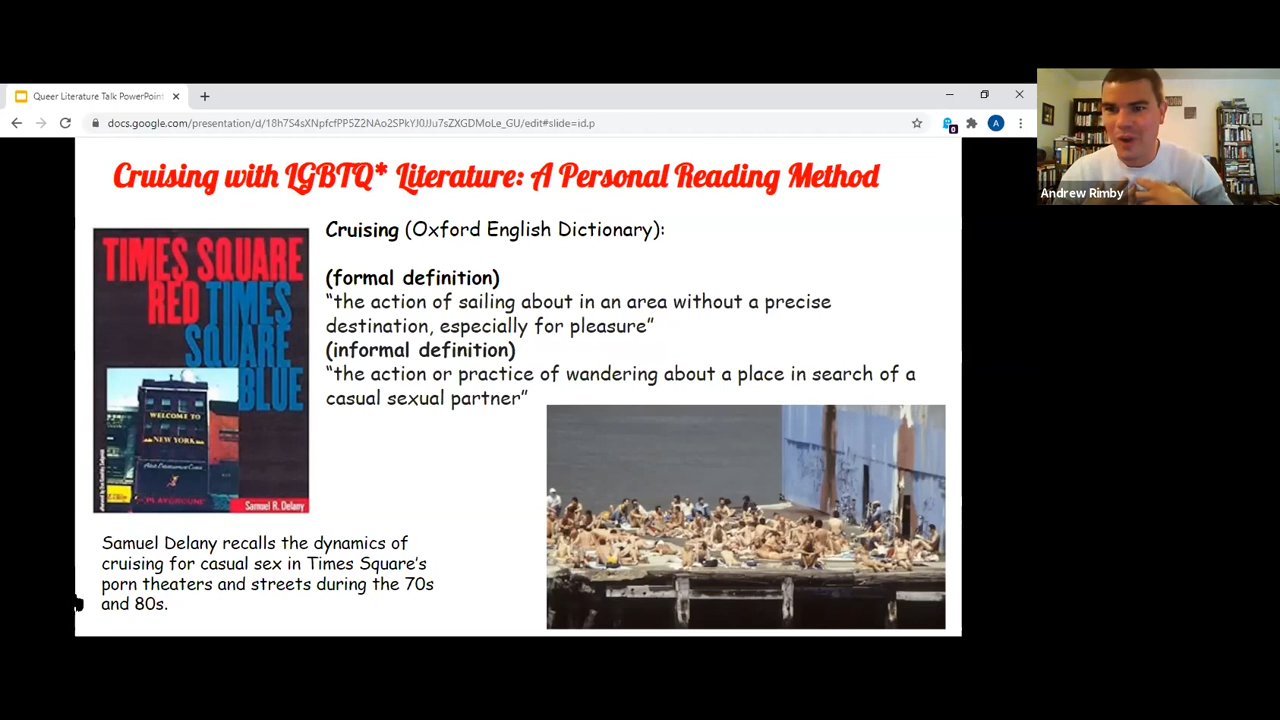 Queer Literature Talk PowerPoint
docs.google.com/presentation/d/18h7S4sXNpfcfPP5Z2NAo2SPkYJ0JJu7sZXGDMoLe_GU/edit#slide=id.p
0
A
Andrew Rimby
Cruising with LGBTQ* Literature: A Personal Reading Method
TIMES SQUARE
RED TIMES
SQUARE
BLUE
WELCOME TO
NEW YORK
PLAYGROUND
Samuel R. Delany
Cruising (Oxford English Dictionary):
(formal definition)
“the action of sailing about in an area without a precise
destination, especially for pleasure”
(informal definition)
“the action or practice of wandering about a place in search of a
casual sexual partner”
Samuel Delany recalls the dynamics of
cruising for casual sex in Times Square’s
porn theaters and streets during the 70s
and 80s.